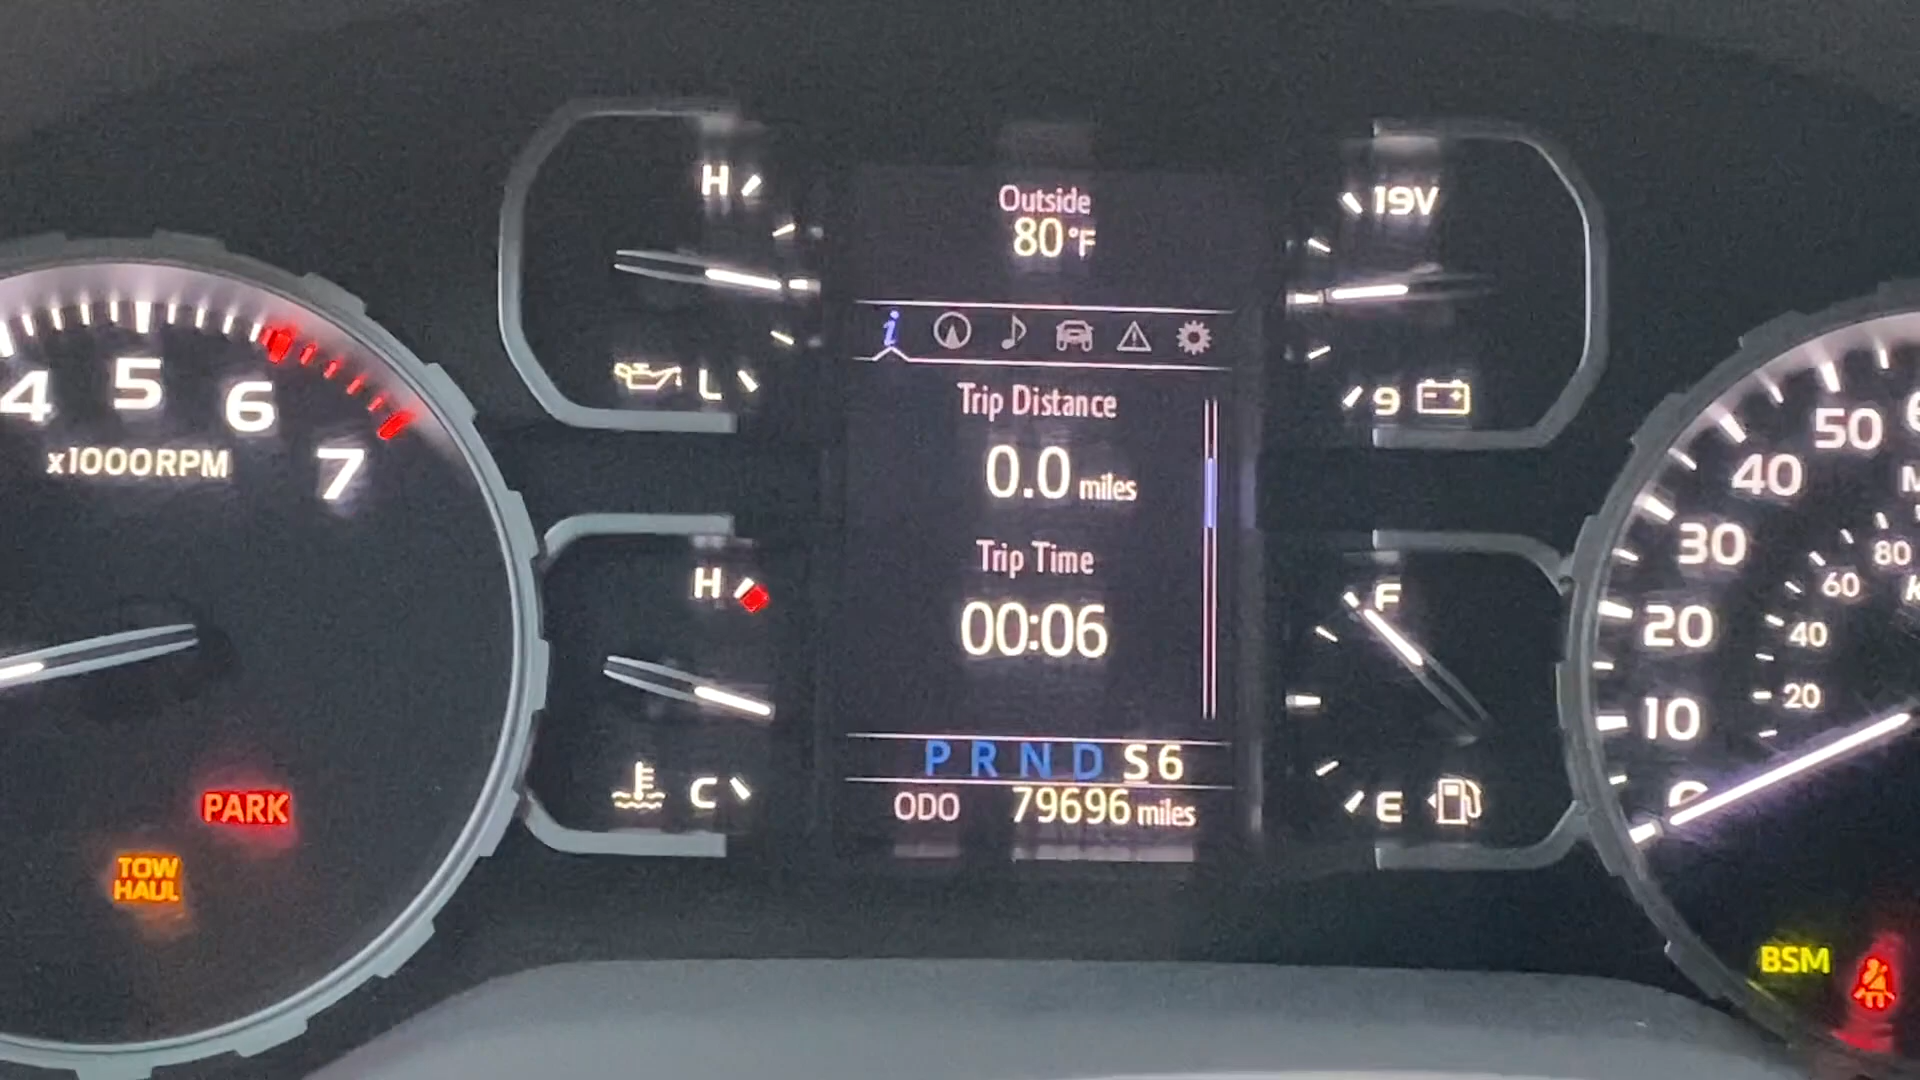 4 5 6 7
x1000RPM
PARK
TOW
HAUL
H
L
H
C
Outside
80°F
i
Trip Distance
0.0 miles
Trip Time
00:06
P R N D S 6
ODO 79696 miles
19V
9
F
E
50
40
30
20
10
80
60
40
20
BSM